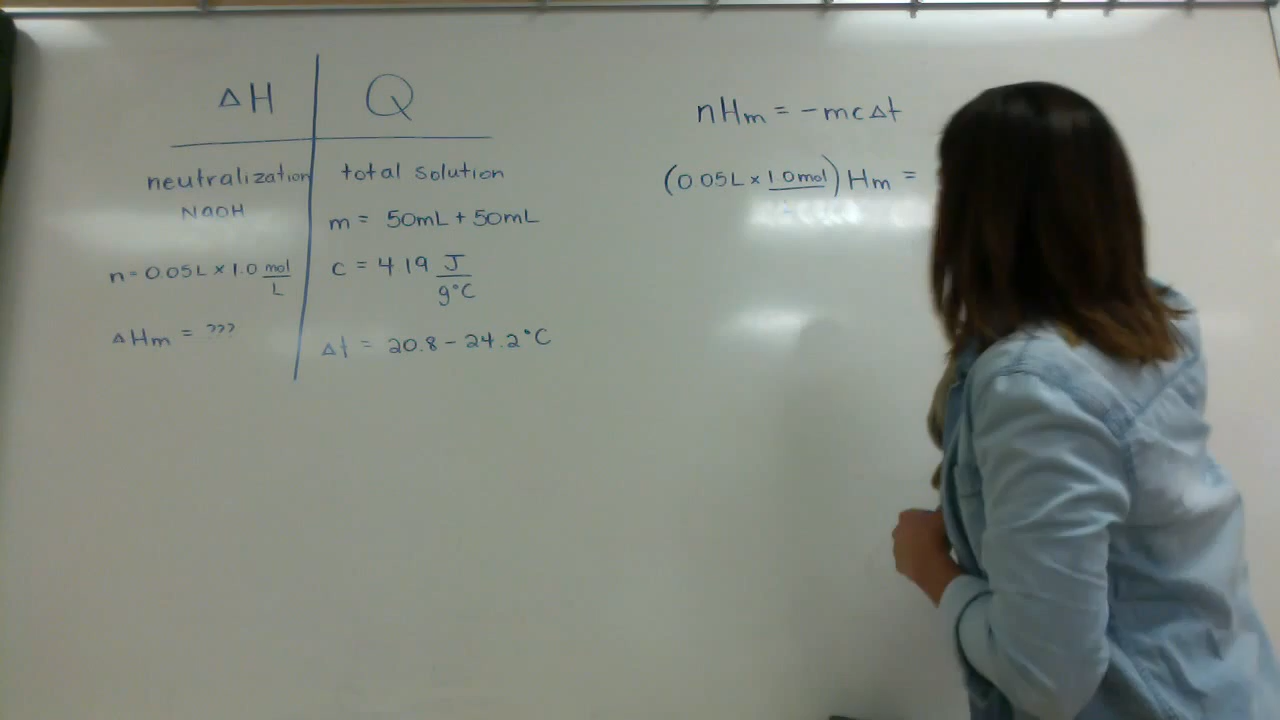 ΔH
Q
neutralization
NaOH
n = 0.05L × 1.0 mol/L
ΔHm = ???
total solution
m = 50mL + 50mL
c = 4.19 J/g°C
Δt = 20.8 - 24.2°C
nHm = -mcΔt
(0.05L × 1.0mol) Hm =